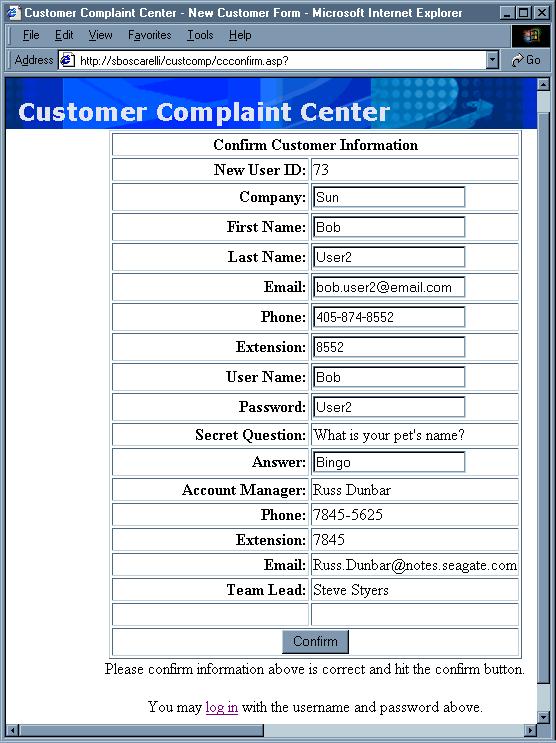 Customer Complaint Center - New Customer Form - Microsoft Internet Explorer
File Edit View Favorites Tools Help
Address http://sboscarelli/custcomp/ccconfirm.asp? Go
Customer Complaint Center
Confirm Customer Information
New User ID: 73
Company: Sun
First Name: Bob
Last Name: User2
Email: bob.user2@email.com
Phone: 405-874-8552
Extension: 8552
User Name: Bob
Password: User2
Secret Question: What is your pet's name?
Answer: Bingo
Account Manager: Russ Dunbar
Phone: 7845-5625
Extension: 7845
Email: Russ.Dunbar@notes.seagate.com
Team Lead: Steve Styers
Confirm
Please confirm information above is correct and hit the confirm button.
You may log in with the username and password above.